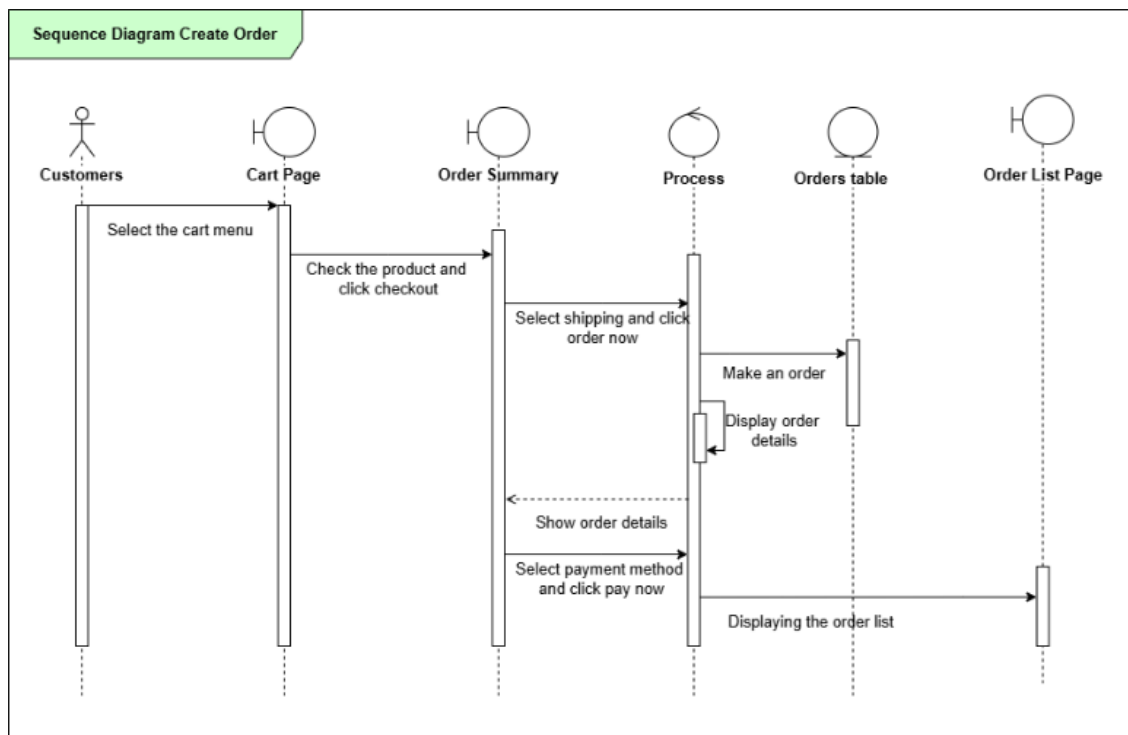 Sequence Diagram Create Order
Customers
Cart Page
Order Summary
Process
Orders table
Order List Page
Select the cart menu
Check the product and
click checkout
Select shipping and click
order now
Make an order
Display order
details
Show order details
Select payment method
and click pay now
Displaying the order list